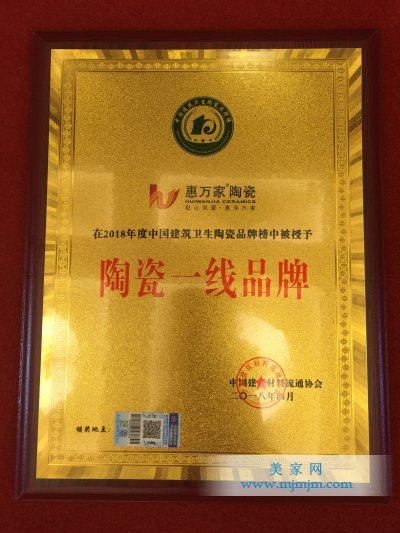 惠万家®陶瓷
HUIWANJIA CERAMICS
在2018年度中国建筑卫生陶瓷品牌榜中被授予
陶瓷一线品牌
中国建筑材料流通协会
二〇一八年四月
颁奖地点:
美家网
www.mjmjm.com